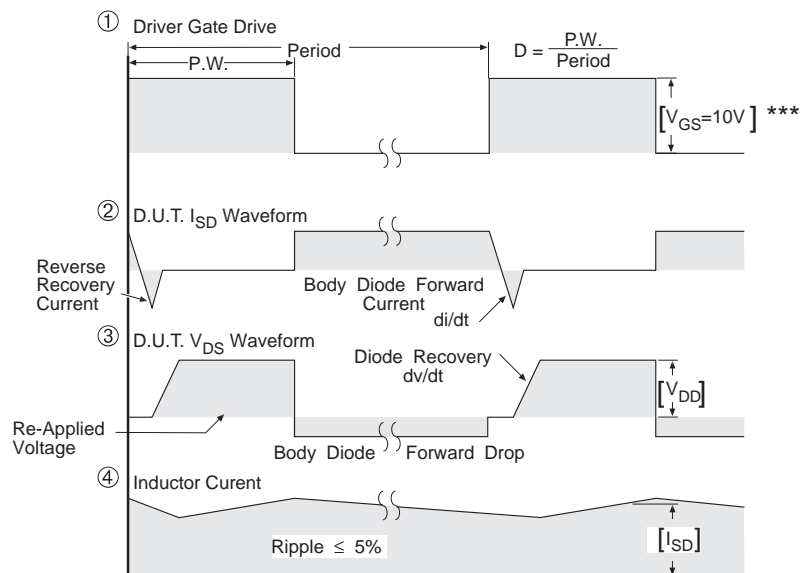 ① Driver Gate Drive
Period
P.W.
D = P.W. / Period
[VGS=10V] ***
② D.U.T. ISD Waveform
Reverse
Recovery
Current
Body Diode Forward
Current
di/dt
③ D.U.T. VDS Waveform
Diode Recovery
dv/dt
[VDD]
Re-Applied
Voltage
Body Diode Forward Drop
④ Inductor Curent
Ripple ≤ 5%
[ISD]